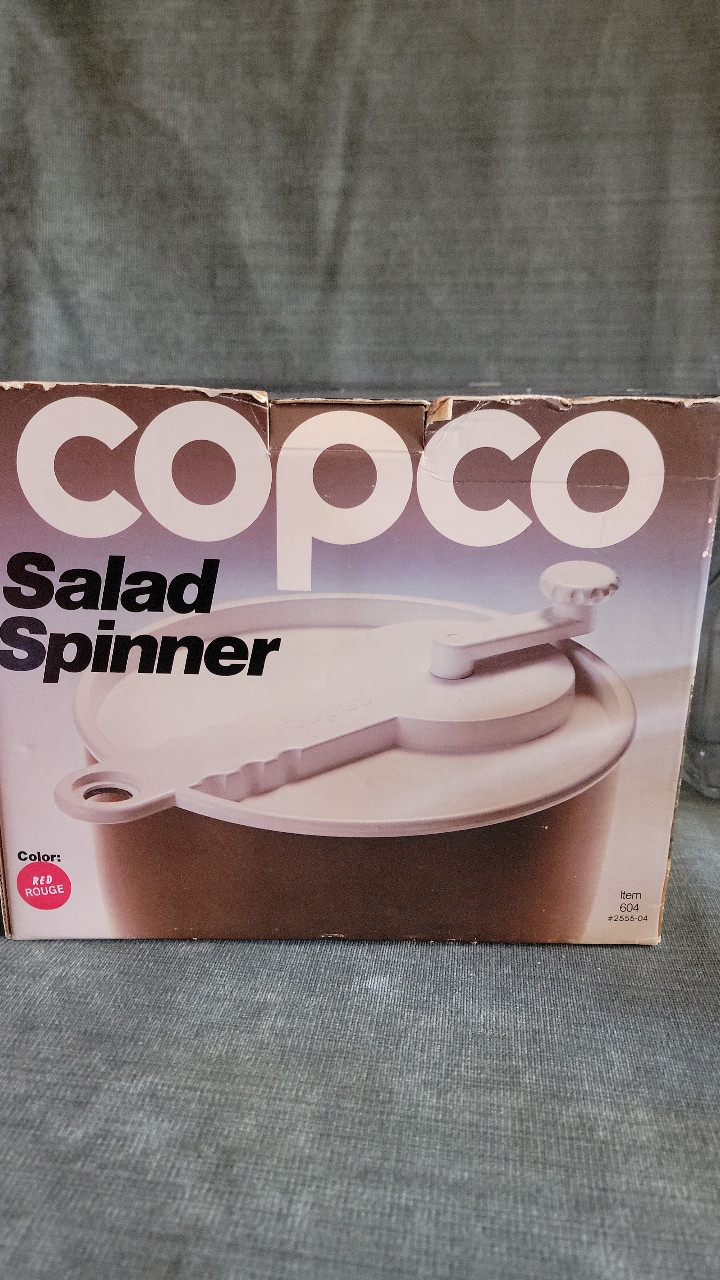 copco
Salad
Spinner
Color:
RED
ROUGE
Item
604
#2555-04